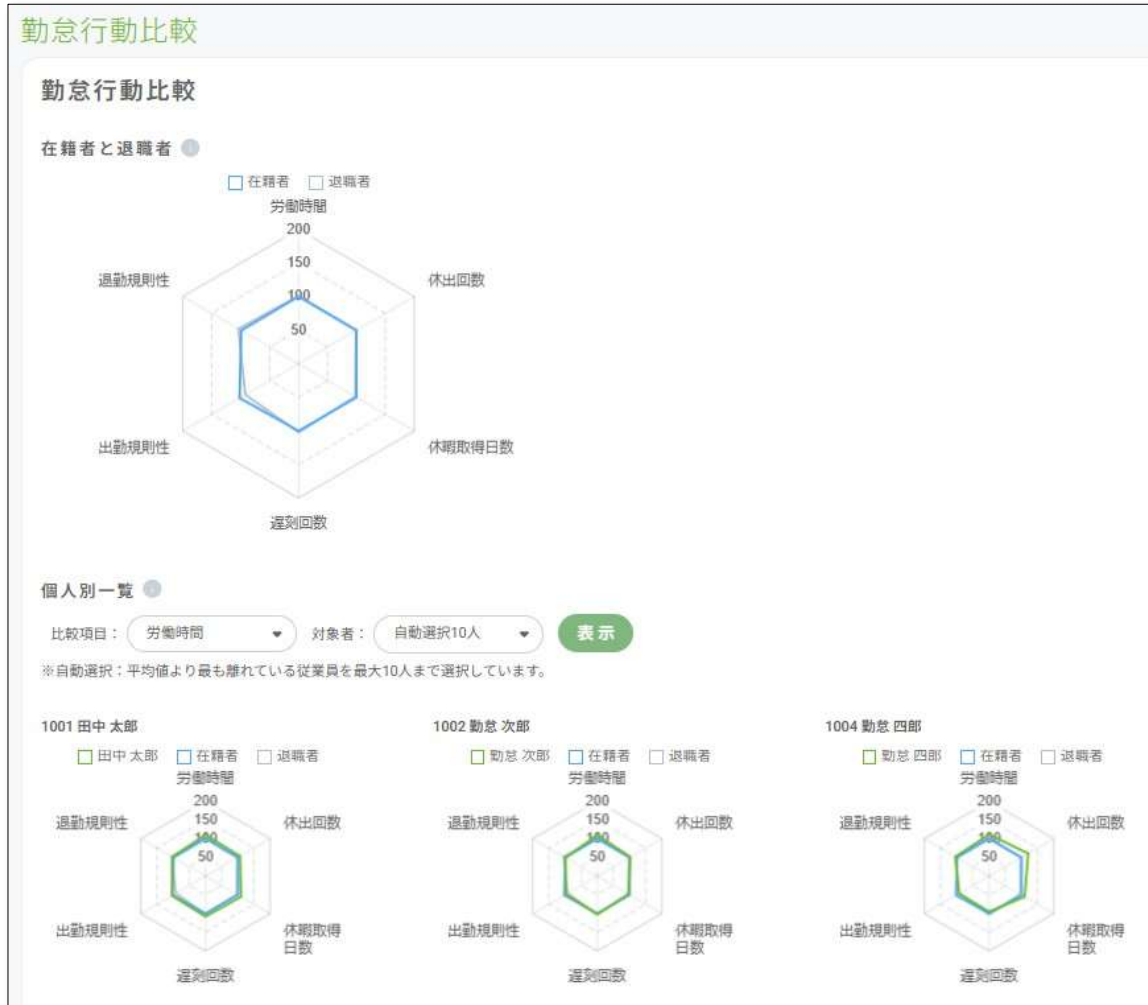 勤怠行動比較
勤怠行動比較
在籍者と退職者
在籍者 退職者
労働時間
200
150
100
50
退勤規則性
休出回数
出勤規則性
休暇取得日数
遅刻回数
個人別一覧
比較項目： 労働時間 対象者： 自動選択10人 表示
※自動選択：平均値より最も離れている従業員を最大10人まで選択しています。
1001 田中 太郎
田中 太郎 在籍者 退職者
労働時間
200
150
100
50
退勤規則性
休出回数
出勤規則性
休暇取得
日数
遅刻回数
1002 勤怠 次郎
勤怠 次郎 在籍者 退職者
労働時間
200
150
100
50
退勤規則性
休出回数
出勤規則性
休暇取得
日数
遅刻回数
1004 勤怠 四郎
勤怠 四郎 在籍者 退職者
労働時間
200
150
100
50
退勤規則性
休出回数
出勤規則性
休暇取得
日数
遅刻回数